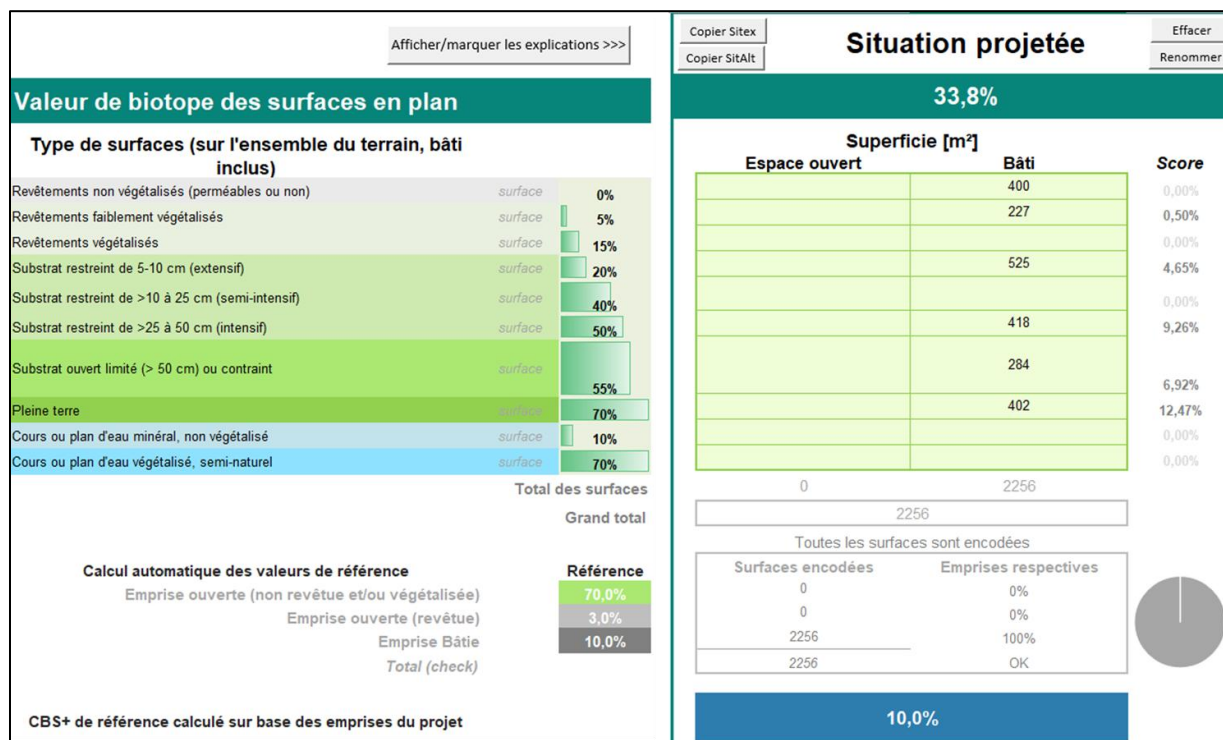 Afficher/marquer les explications >>>
Copier Sitex
Copier SitAlt
Situation projetée
Effacer
Renommer
Valeur de biotope des surfaces en plan
33,8%
Type de surfaces (sur l'ensemble du terrain, bâti
inclus)
Superficie [m²]
Espace ouvert Bâti Score
Revêtements non végétalisés (perméables ou non) surface 0% 400 0,00%
Revêtements faiblement végétalisés surface 5% 227 0,50%
Revêtements végétalisés surface 15% 0,00%
Substrat restreint de 5-10 cm (extensif) surface 20% 525 4,65%
Substrat restreint de >10 à 25 cm (semi-intensif) surface 40% 0,00%
Substrat restreint de >25 à 50 cm (intensif) surface 50% 418 9,26%
Substrat ouvert limité (> 50 cm) ou contraint surface 55% 284 6,92%
Pleine terre surface 70% 402 12,47%
Cours ou plan d'eau minéral, non végétalisé surface 10% 0,00%
Cours ou plan d'eau végétalisé, semi-naturel surface 70% 0,00%
Total des surfaces 0 2256
Grand total 2256
Toutes les surfaces sont encodées
Calcul automatique des valeurs de référence Référence Surfaces encodées Emprises respectives
Emprise ouverte (non revêtue et/ou végétalisée) 70,0% 0 0%
Emprise ouverte (revêtue) 3,0% 0 0%
Emprise Bâtie 10,0% 2256 100%
Total (check) 2256 OK
CBS+ de référence calculé sur base des emprises du projet 10,0%